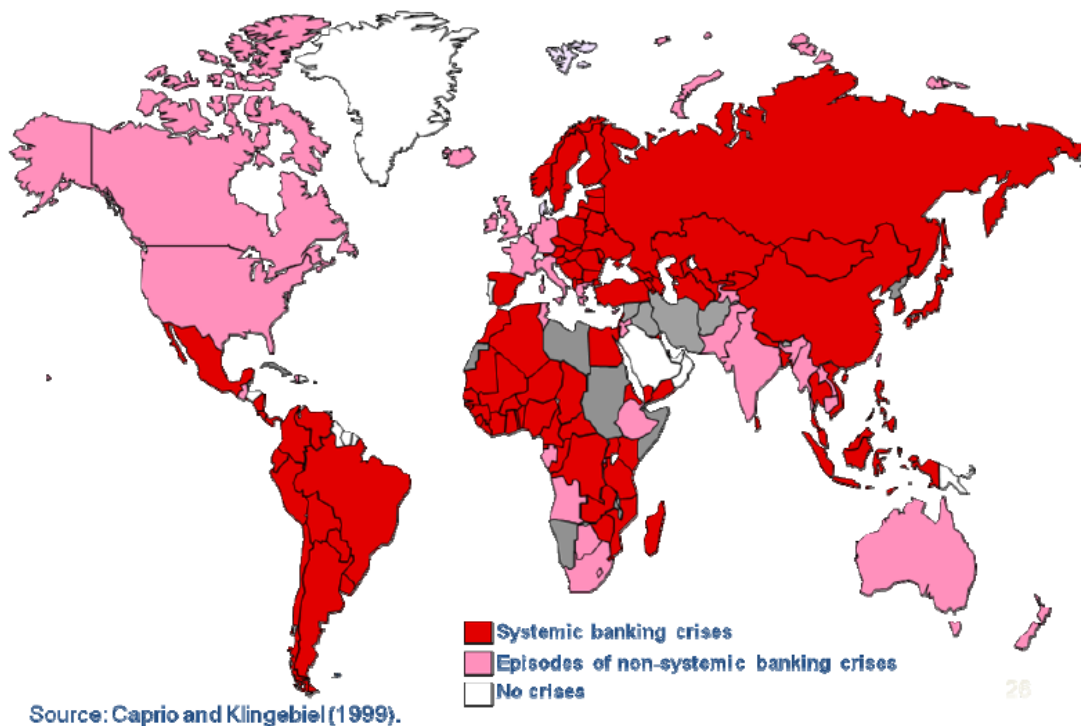 Systemic banking crises
Episodes of non-systemic banking crises
No crises
28
Source: Caprio and Klingebiel (1999).